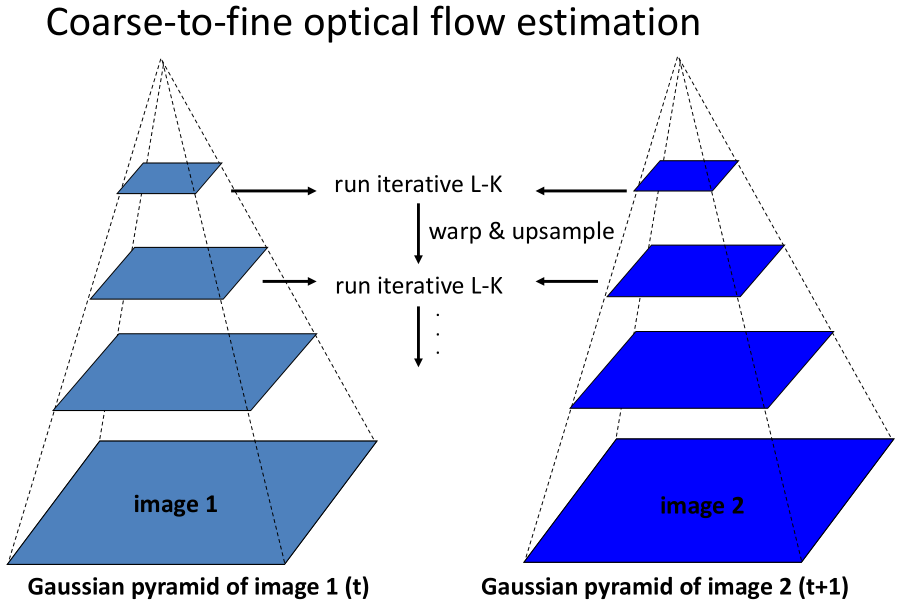 Coarse-to-fine optical flow estimation
run iterative L-K
warp & upsample
run iterative L-K
.
.
.
image 1
image 2
Gaussian pyramid of image 1 (t)
Gaussian pyramid of image 2 (t+1)